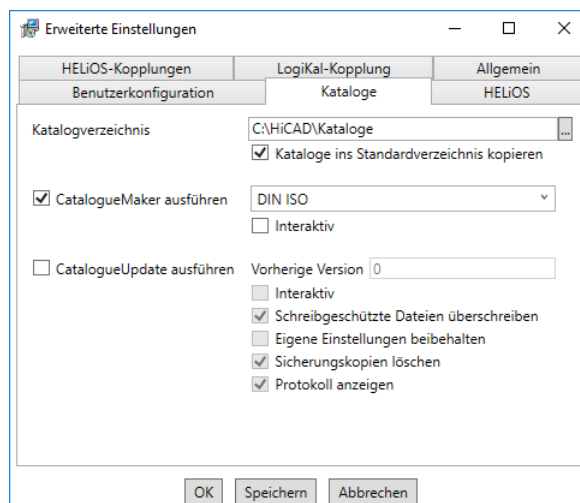 Erweiterte Einstellungen
HELiOS-Kopplungen LogiKal-Kopplung Allgemein
Benutzerkonfiguration Kataloge HELiOS
Katalogverzeichnis C:\HiCAD\Kataloge ...
Kataloge ins Standardverzeichnis kopieren
CatalogueMaker ausführen DIN ISO
Interaktiv
CatalogueUpdate ausführen Vorherige Version 0
Interaktiv
Schreibgeschützte Dateien überschreiben
Eigene Einstellungen beibehalten
Sicherungskopien löschen
Protokoll anzeigen
OK Speichern Abbrechen